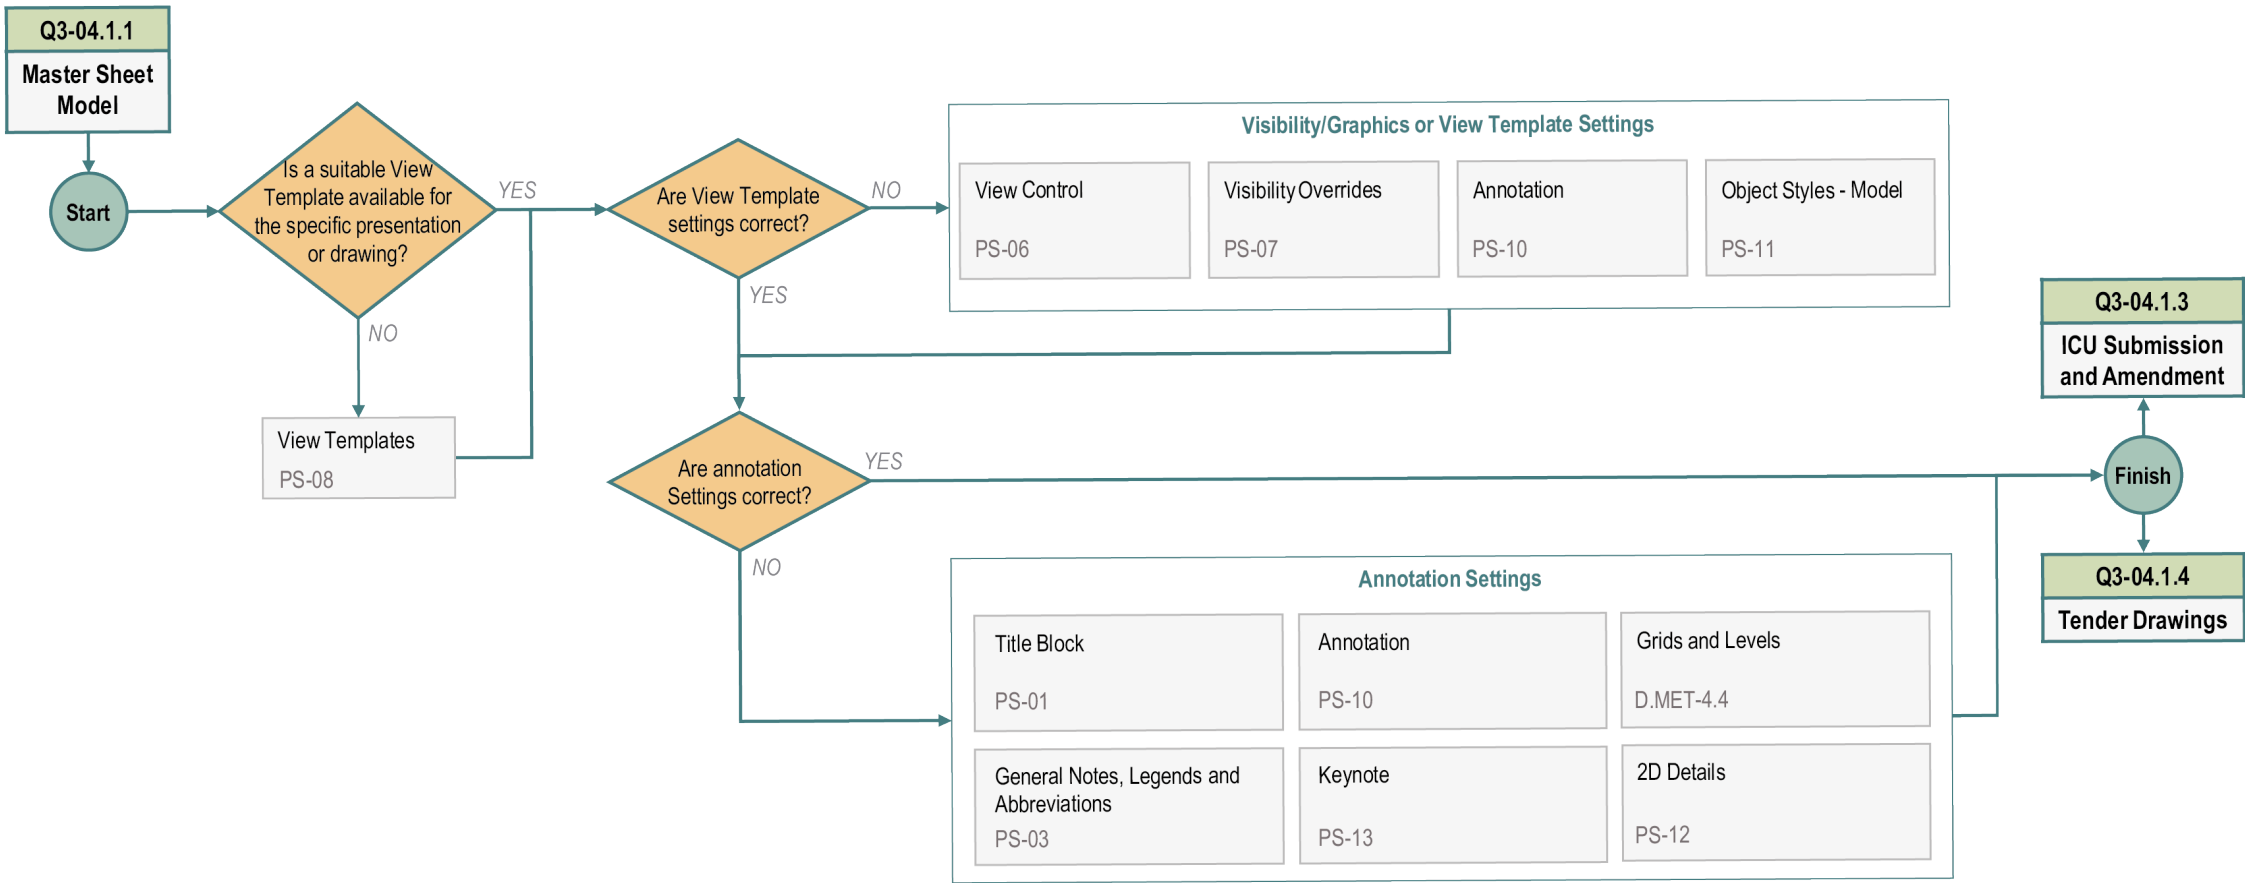 Q3-04.1.1
Master Sheet
Model
Start
Is a suitable View
Template available for
the specific presentation
or drawing?
YES
NO
View Templates
PS-08
Are View Template
settings correct?
NO
YES
Visibility/Graphics or View Template Settings
View Control
PS-06
Visibility Overrides
PS-07
Annotation
PS-10
Object Styles - Model
PS-11
Are annotation
Settings correct?
YES
NO
Annotation Settings
Title Block
PS-01
Annotation
PS-10
Grids and Levels
D.MET-4.4
General Notes, Legends and
Abbreviations
PS-03
Keynote
PS-13
2D Details
PS-12
Q3-04.1.3
ICU Submission
and Amendment
Finish
Q3-04.1.4
Tender Drawings